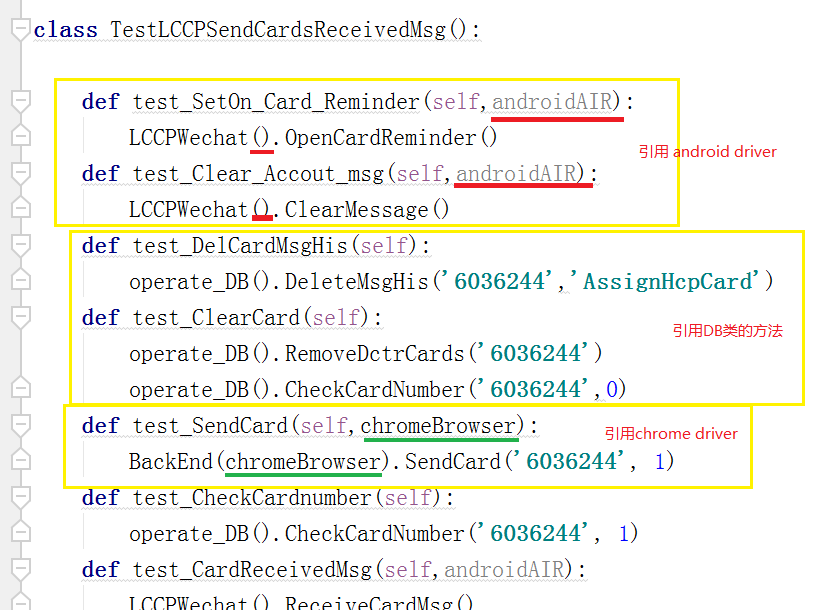 class TestLCCPSendCardsReceivedMsg():
def test_SetOn_Card_Reminder(self,androidAIR):
LCCPWechat().OpenCardReminder()
引用 android driver
def test_Clear_Accout_msg(self,androidAIR):
LCCPWechat().ClearMessage()
def test_DelCardMsgHis(self):
operate_DB().DeleteMsgHis('6036244','AssignHcpCard')
def test_ClearCard(self):
引用DB类的方法
operate_DB().RemoveDctrCards('6036244')
operate_DB().CheckCardNumber('6036244',0)
def test_SendCard(self,chromeBrowser):
引用chrome driver
BackEnd(chromeBrowser).SendCard('6036244', 1)
def test_CheckCardnumber(self):
operate_DB().CheckCardNumber('6036244', 1)
def test_CardReceivedMsg(self,androidAIR):
LCCPWechat().ReceiveCardMsg()